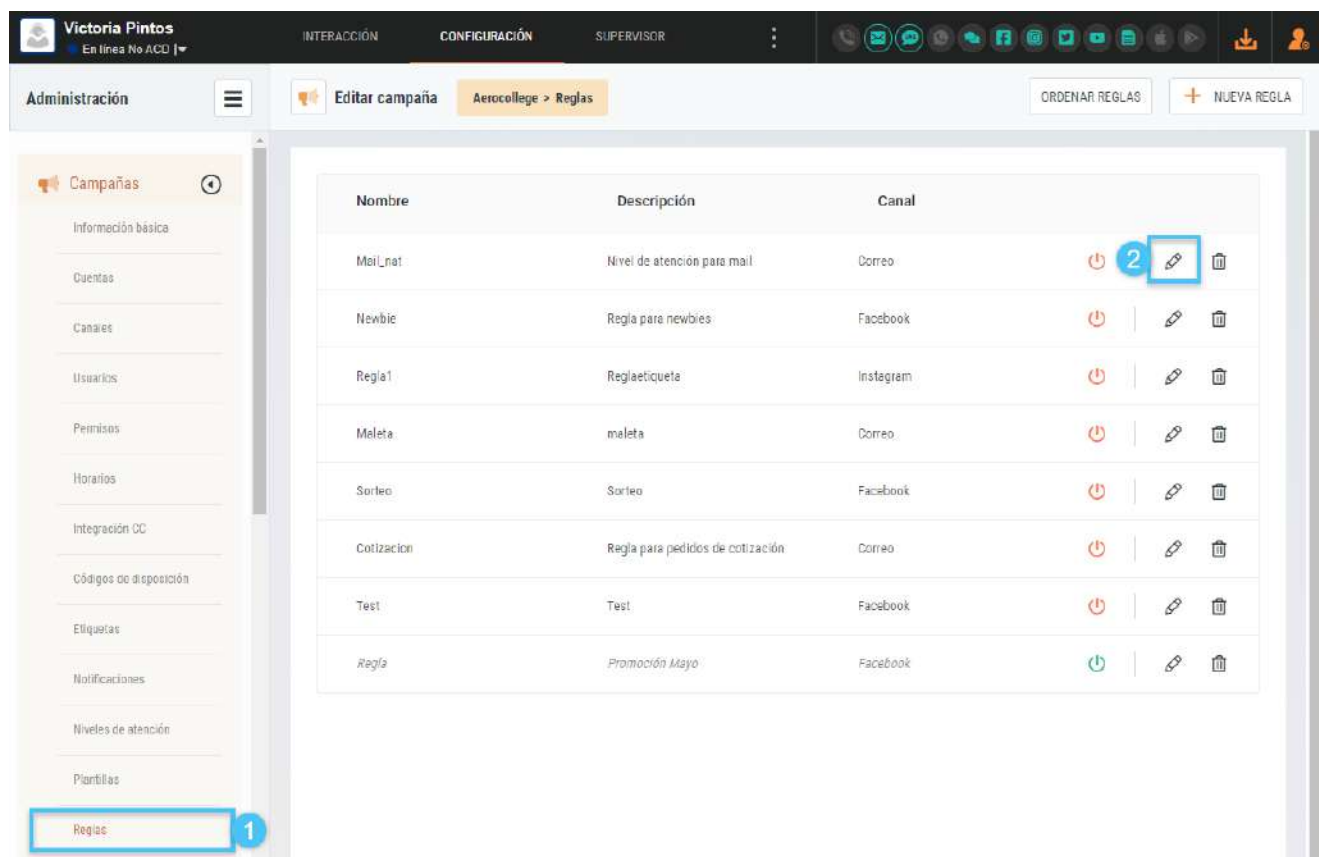 Victoria Pintos
En línea No ACD
INTERACCIÓN
CONFIGURACIÓN
SUPERVISOR
Administración
Editar campaña
Aerocollege > Reglas
ORDENAR REGLAS
+ NUEVA REGLA
Campañas
Información básica
Cuentas
Canales
Usuarios
Permisos
Horarios
Integración CC
Códigos de disposición
Etiquetas
Notificaciones
Niveles de atención
Plantillas
Reglas
1
Nombre Descripción Canal
Mail_nat Nivel de atención para mail Correo
2
Newbie Regla para newbies Facebook
Regla1 Reglaetiqueta Instagram
Maleta maleta Correo
Sorteo Sorteo Facebook
Cotizacion Regla para pedidos de cotización Correo
Test Test Facebook
Regla Promoción Mayo Facebook